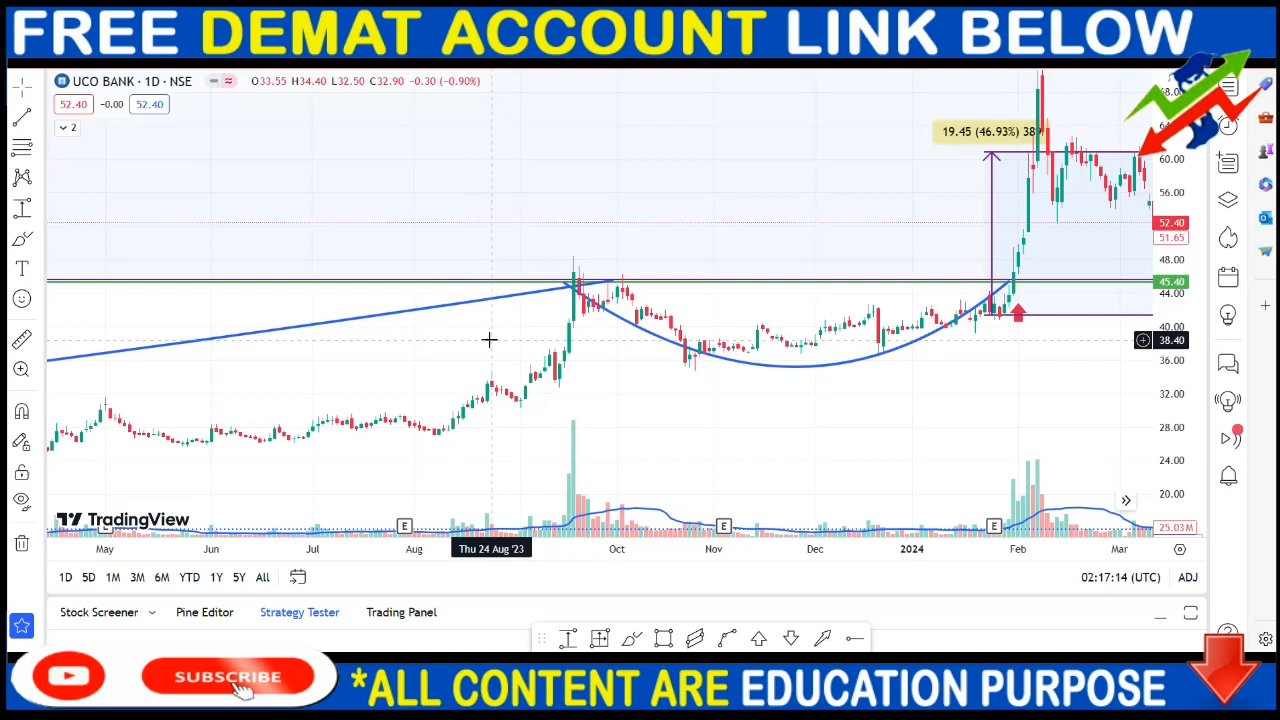 FREE DEMAT ACCOUNT LINK BELOW
UCO BANK · 1D · NSE
O33.55 H34.40 L32.50 C32.90 -0.30 (-0.90%)
52.40 -0.00 52.40
2
19.45 (46.93%) 389
68.00
60.00
56.00
52.40
51.65
48.00
45.40
44.00
40.00
38.40
36.00
32.00
28.00
24.00
20.00
TradingView
E E E
25.03M
May Jun Jul Aug Thu 24 Aug '23 Oct Nov Dec 2024 Feb Mar
1D 5D 1M 3M 6M YTD 1Y 5Y All
02:17:14 (UTC) ADJ
Stock Screener Pine Editor Strategy Tester Trading Panel
SUBSCRIBE
*ALL CONTENT ARE EDUCATION PURPOSE